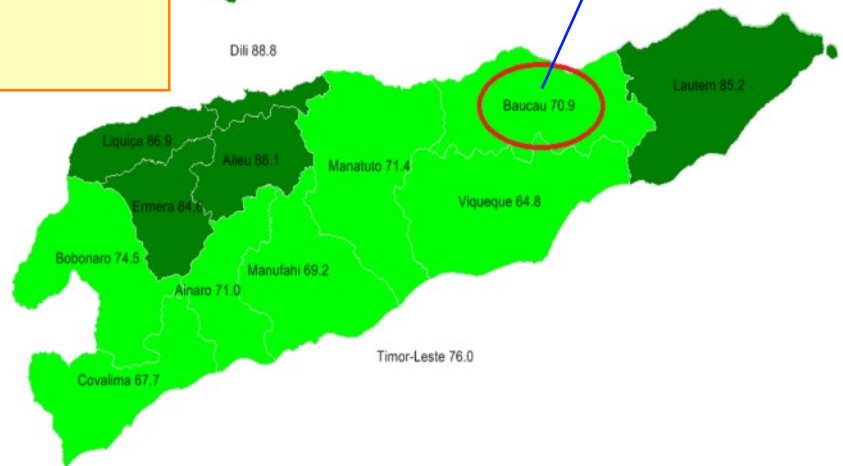 Dili 88.8
Lautem 85.2
Baucau 70.9
Liquiça 86.9
Aileu 86.1
Manatuto 71.4
Ermera 84.6
Viqueque 64.8
Bobonaro 74.5
Manufahi 69.2
Ainaro 71.0
Timor-Leste 76.0
Covalima 67.7